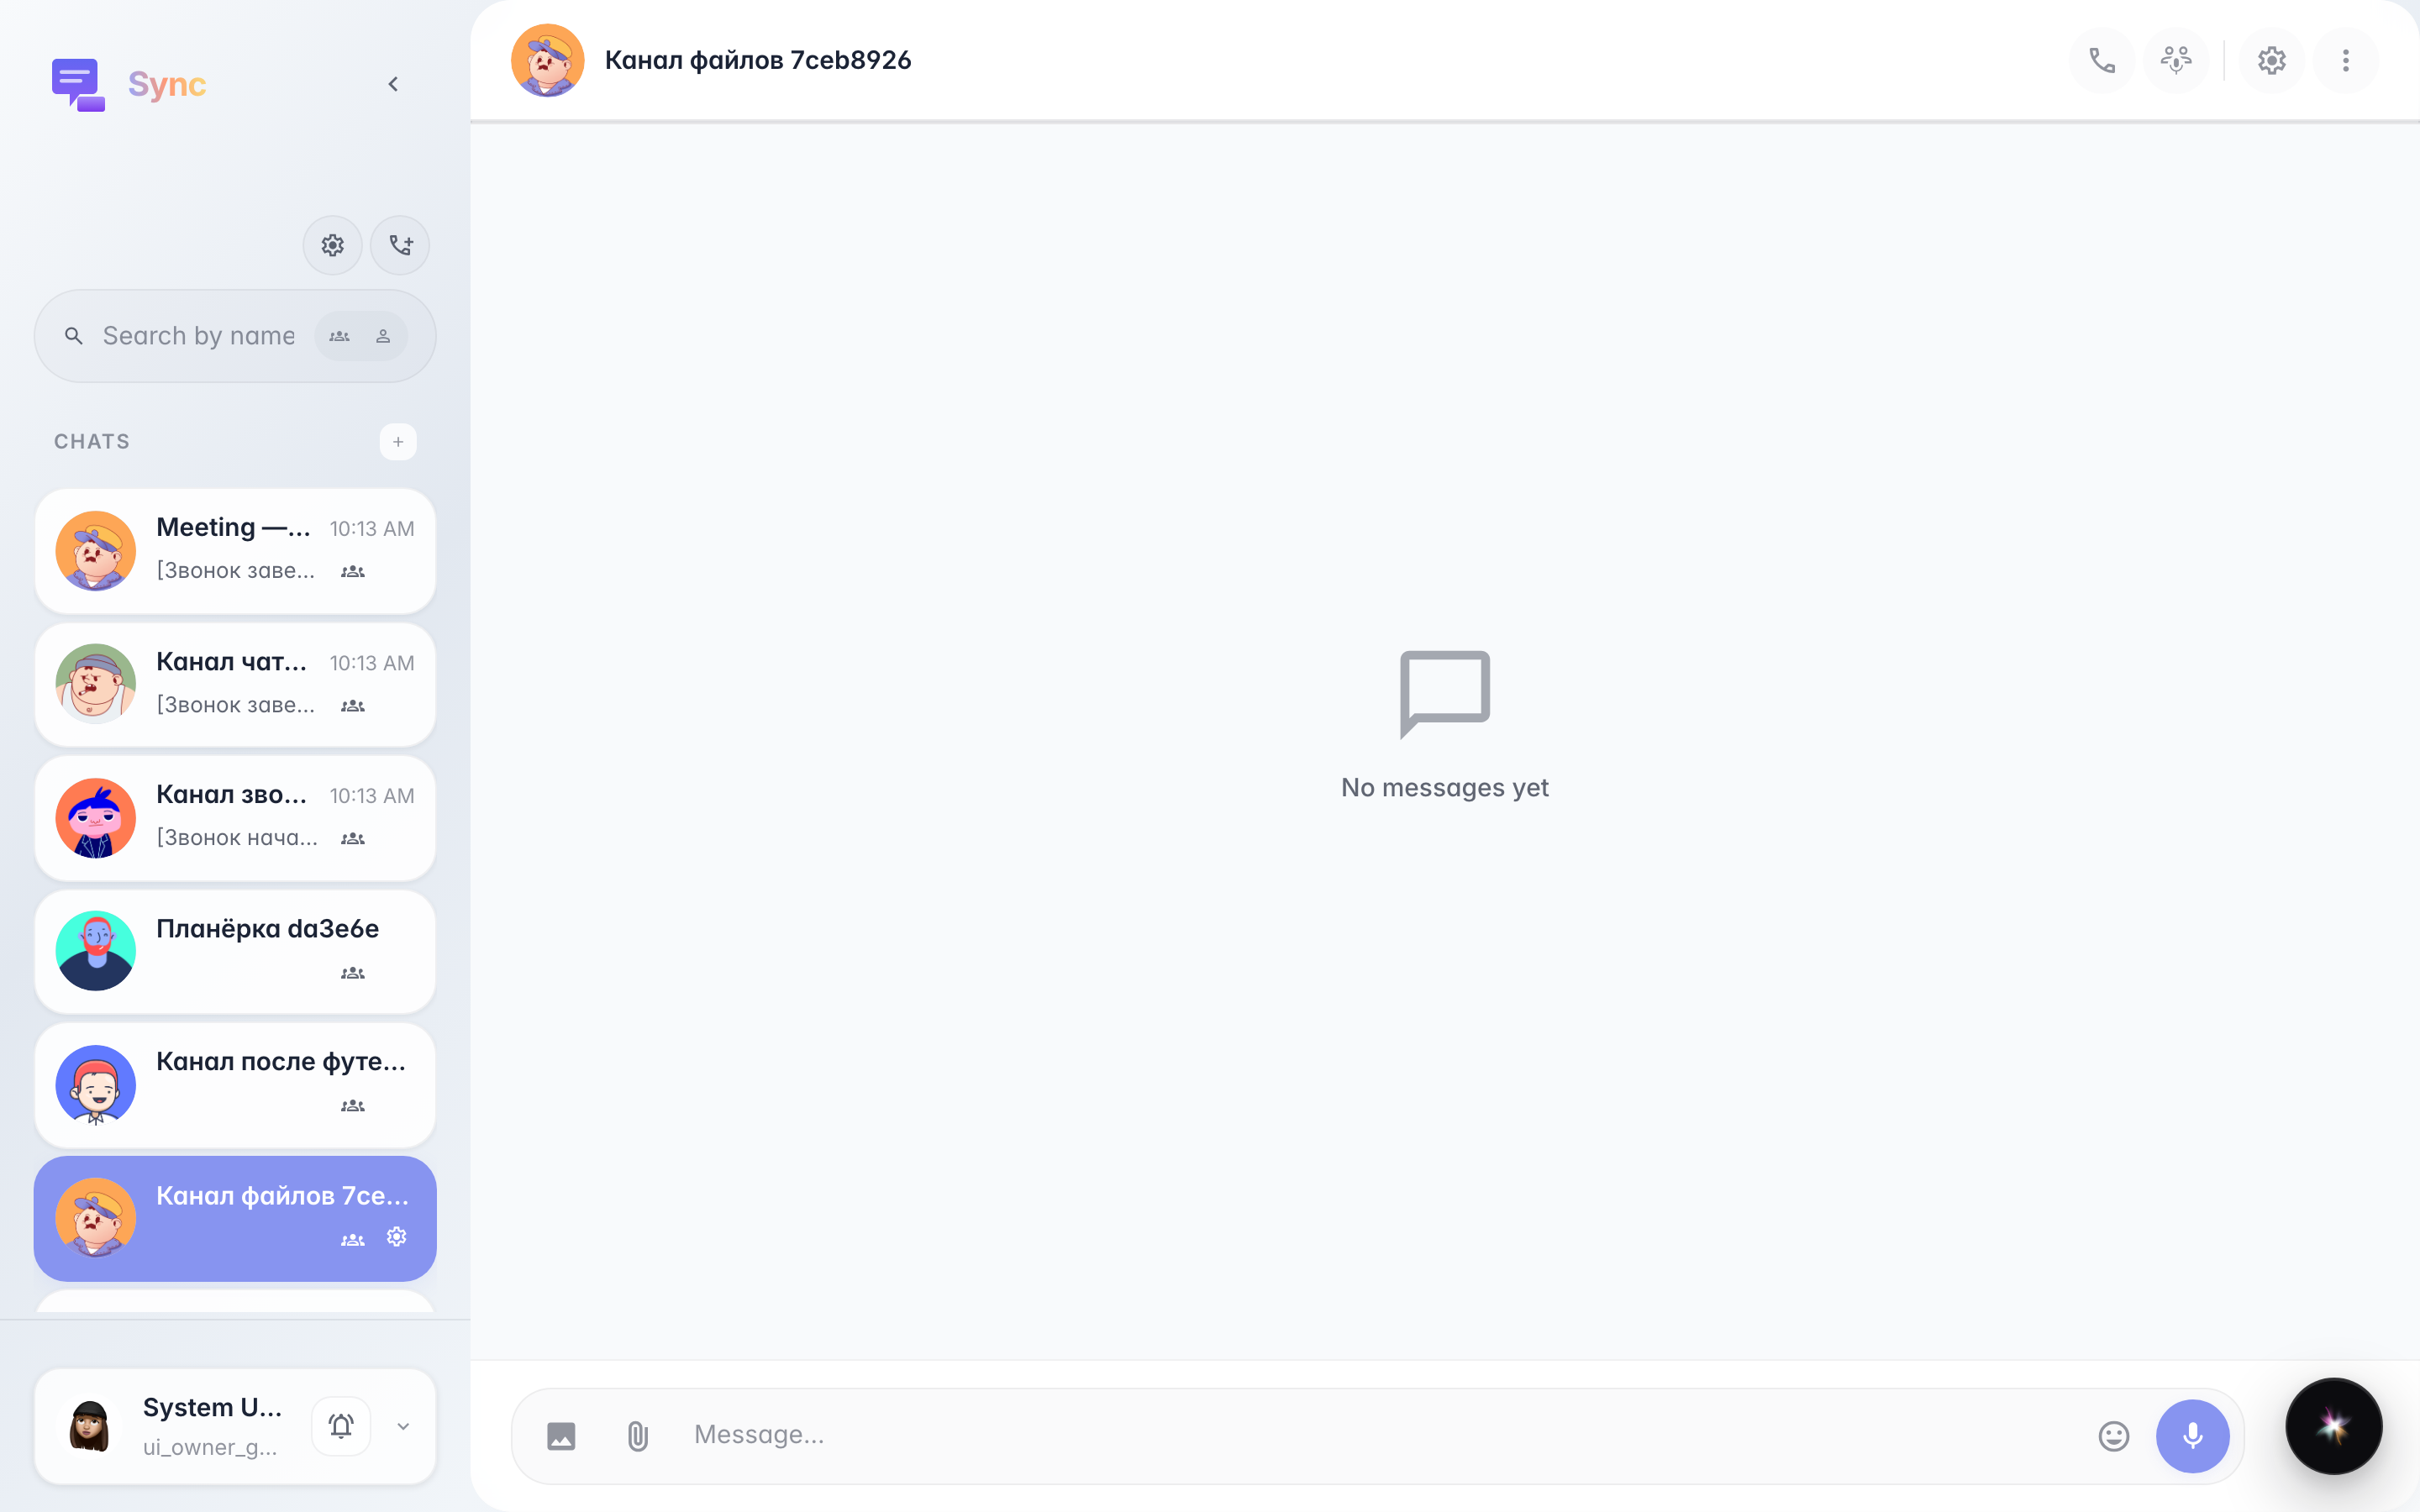 Sync
Search by name
CHATS
Meeting —... 10:13 AM
[Звонок заве...
Канал чат... 10:13 AM
[Звонок заве...
Канал зво... 10:13 AM
[Звонок нача...
Планёрка da3e6e
Канал после футе...
Канал файлов 7ce...
System U...
ui_owner_g...
Канал файлов 7ceb8926
No messages yet
Message...